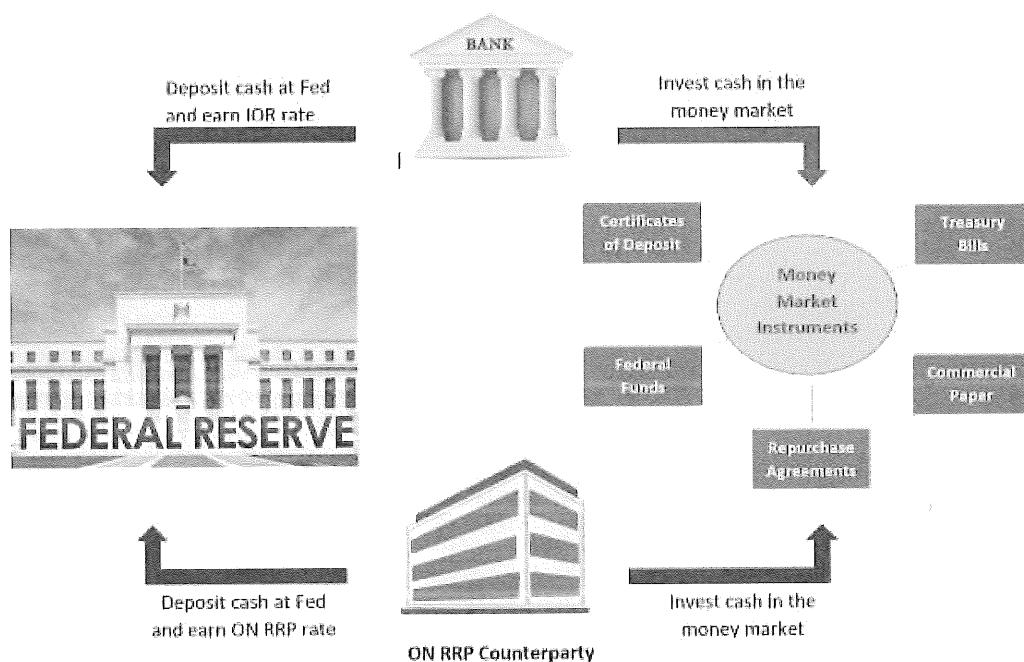 BANK
Deposit cash at Fed
and earn IOR rate
Invest cash in the
money market
Certificates
of Deposit
Treasury
Bills
Money
Market
Instruments
Federal
Funds
Commercial
Paper
FEDERAL RESERVE
Repurchase
Agreements
Deposit cash at Fed
and earn ON RRP rate
Invest cash in the
money market
ON RRP Counterparty